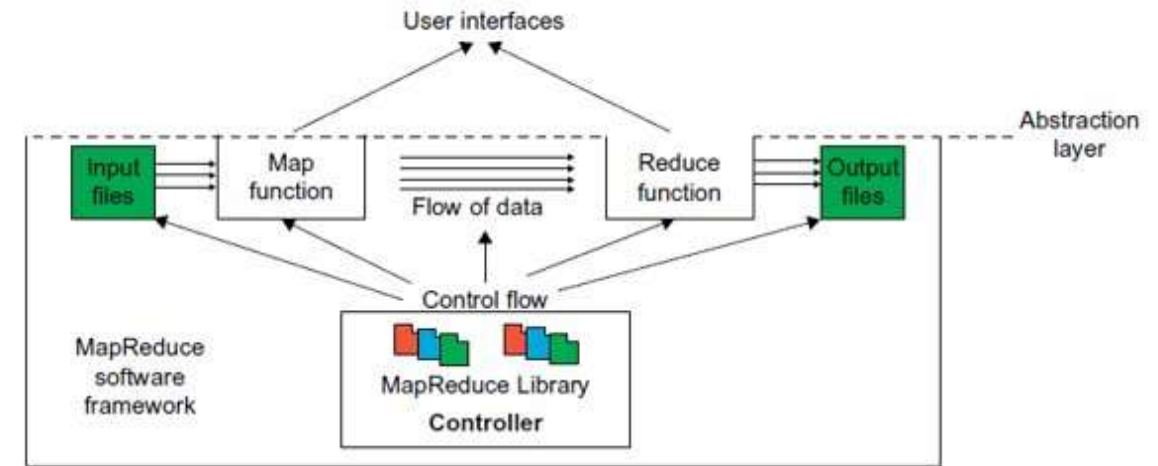 User interfaces
Abstraction
layer
Input
files
Map
function
Flow of data
Reduce
function
Output
files
Control flow
MapReduce
software
framework
MapReduce Library
Controller